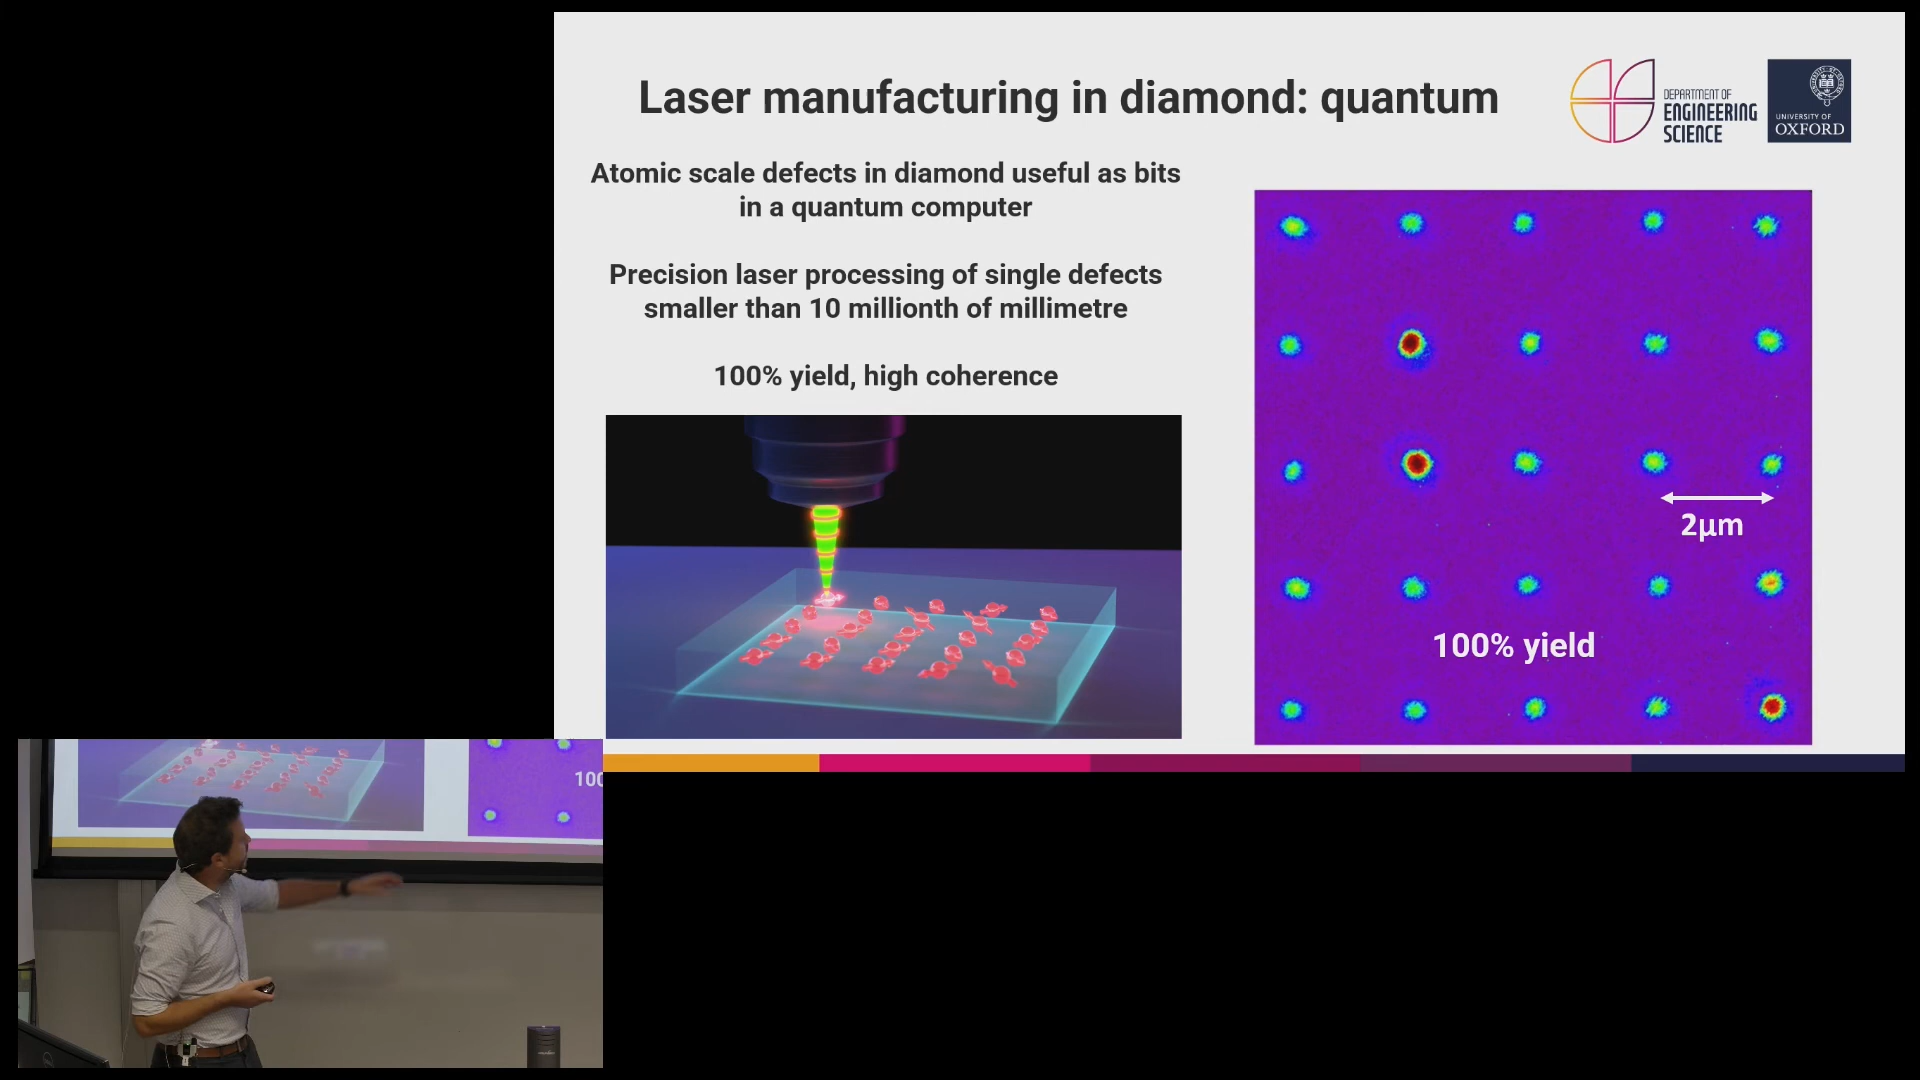 Laser manufacturing in diamond: quantum
DEPARTMENT OF
ENGINEERING
SCIENCE
UNIVERSITY OF
OXFORD
Atomic scale defects in diamond useful as bits
in a quantum computer
Precision laser processing of single defects
smaller than 10 millionth of millimetre
100% yield, high coherence
2μm
100% yield
100